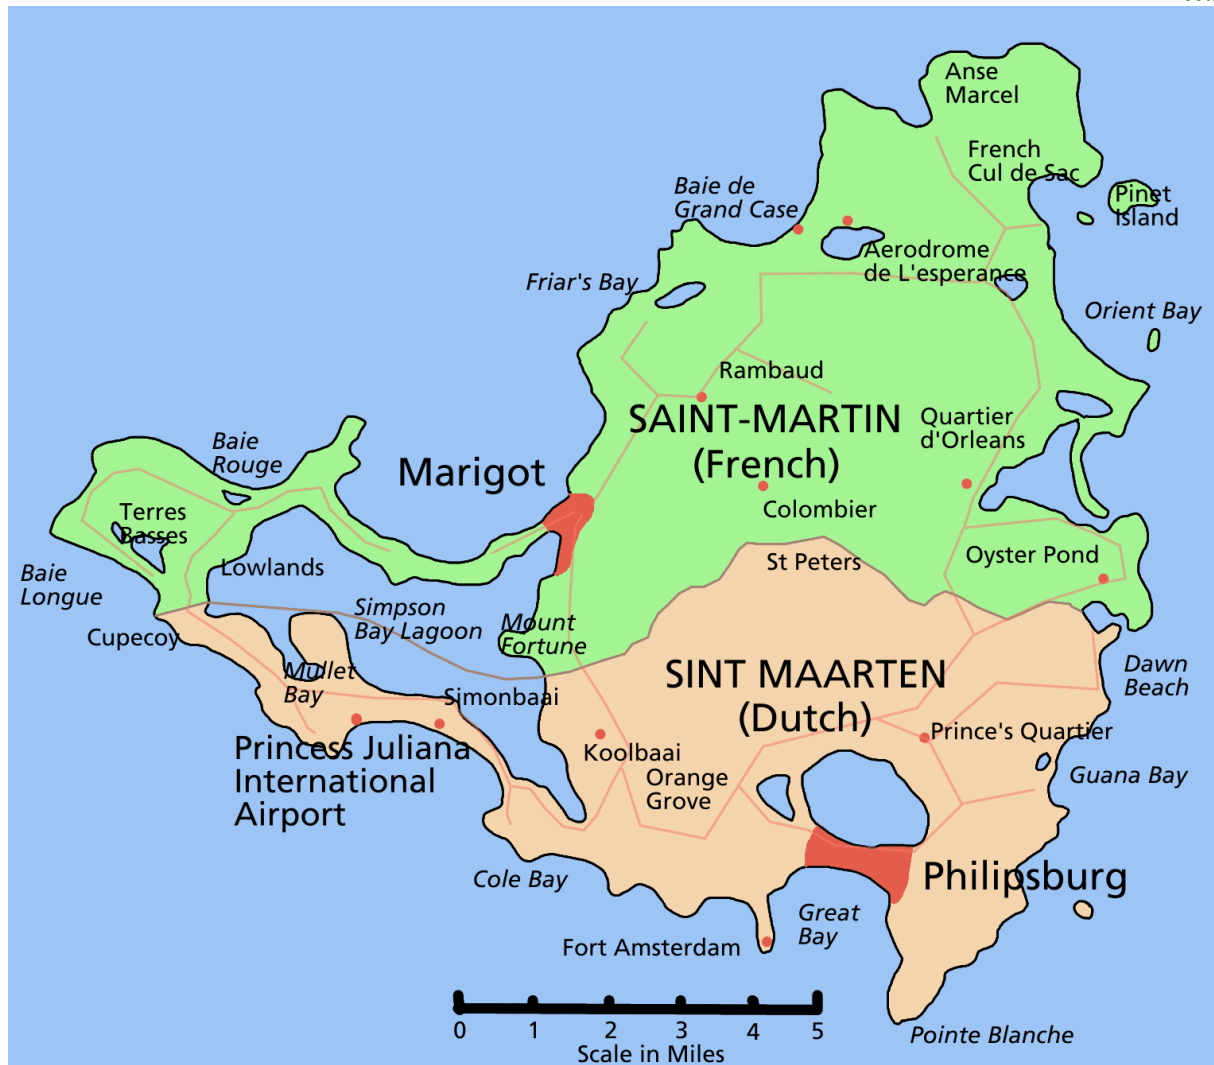 Anse
Marcel
French
Cul de Sac
Baie de
Grand Case
Pinet
Island
Aerodrome
de L'esperance
Friar's Bay
Orient Bay
Rambaud
SAINT-MARTIN
(French)
Quartier
d'Orleans
Baie
Rouge
Marigot
Terres
Basses
Colombier
Oyster Pond
St Peters
Baie
Longue
Lowlands
Simpson
Bay Lagoon
Mount
Fortune
Cupecoy
Mullet
Bay
Simonbaai
SINT MAARTEN
(Dutch)
Dawn
Beach
Princess Juliana
International
Airport
Koolbaai
Prince's Quartier
Orange
Grove
Guana Bay
Cole Bay
Philipsburg
Great
Bay
Fort Amsterdam
0 1 2 3 4 5
Scale in Miles
Pointe Blanche